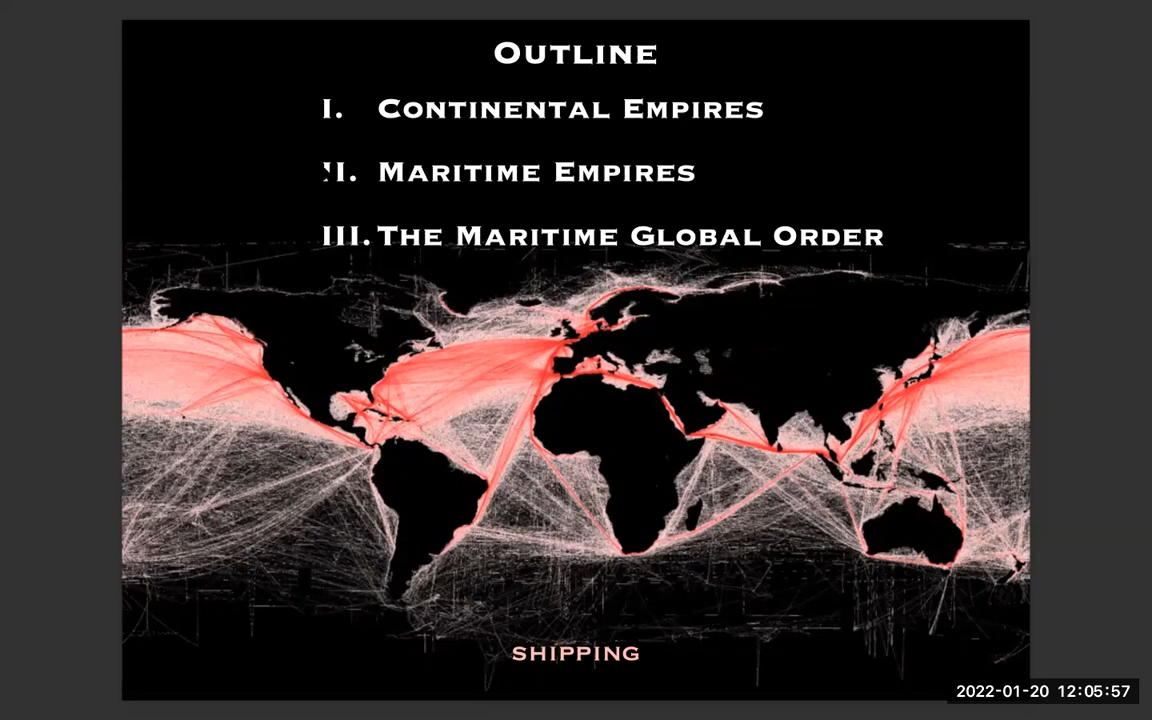 OUTLINE
I. CONTINENTAL EMPIRES
II. MARITIME EMPIRES
III. THE MARITIME GLOBAL ORDER
SHIPPING
2022-01-20 12:05:57